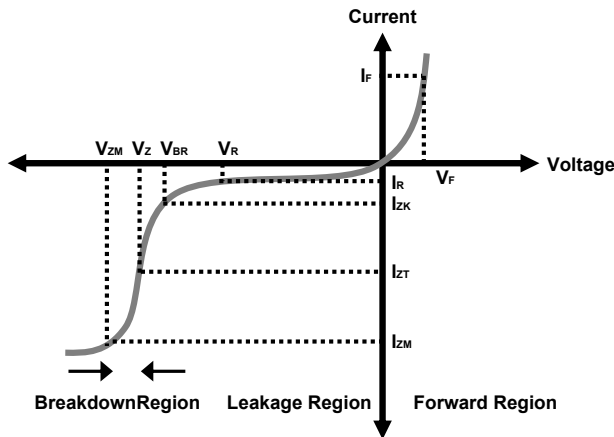 Current
IF
VZM VZ VBR VR
Voltage
IR
VF
IZK
IZT
IZM
BreakdownRegion Leakage Region Forward Region